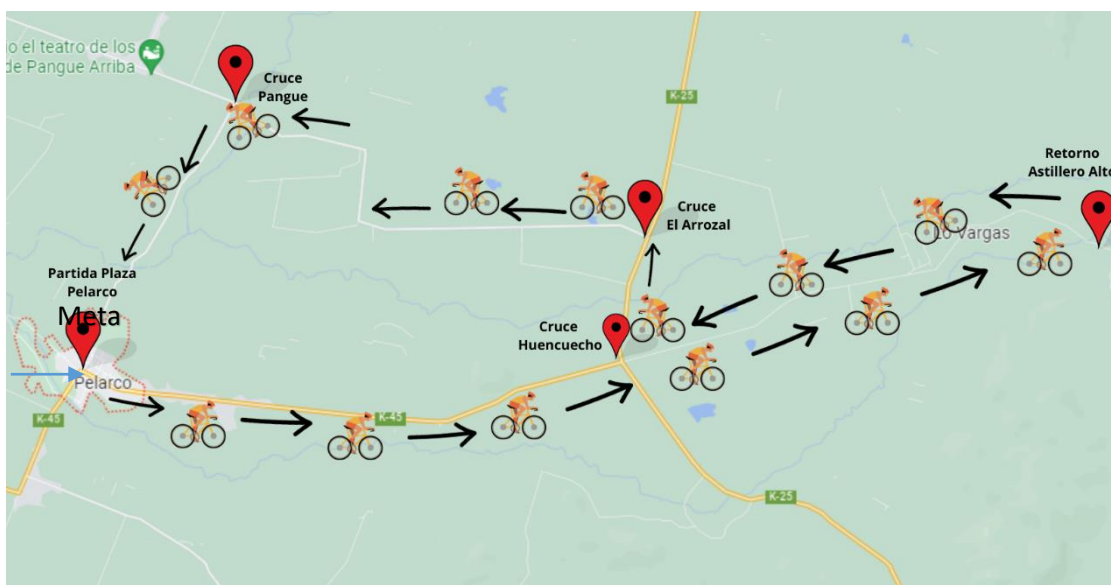 o el teatro de los
de Pangue Arriba
Cruce
Pangue
K-25
Retorno
Astillero Alto
Cruce
El Arrozal
Lo Vargas
Partida Plaza
Pelarco
Meta
Cruce
Huencuecho
Pelarco
K-45
K-45
K-25